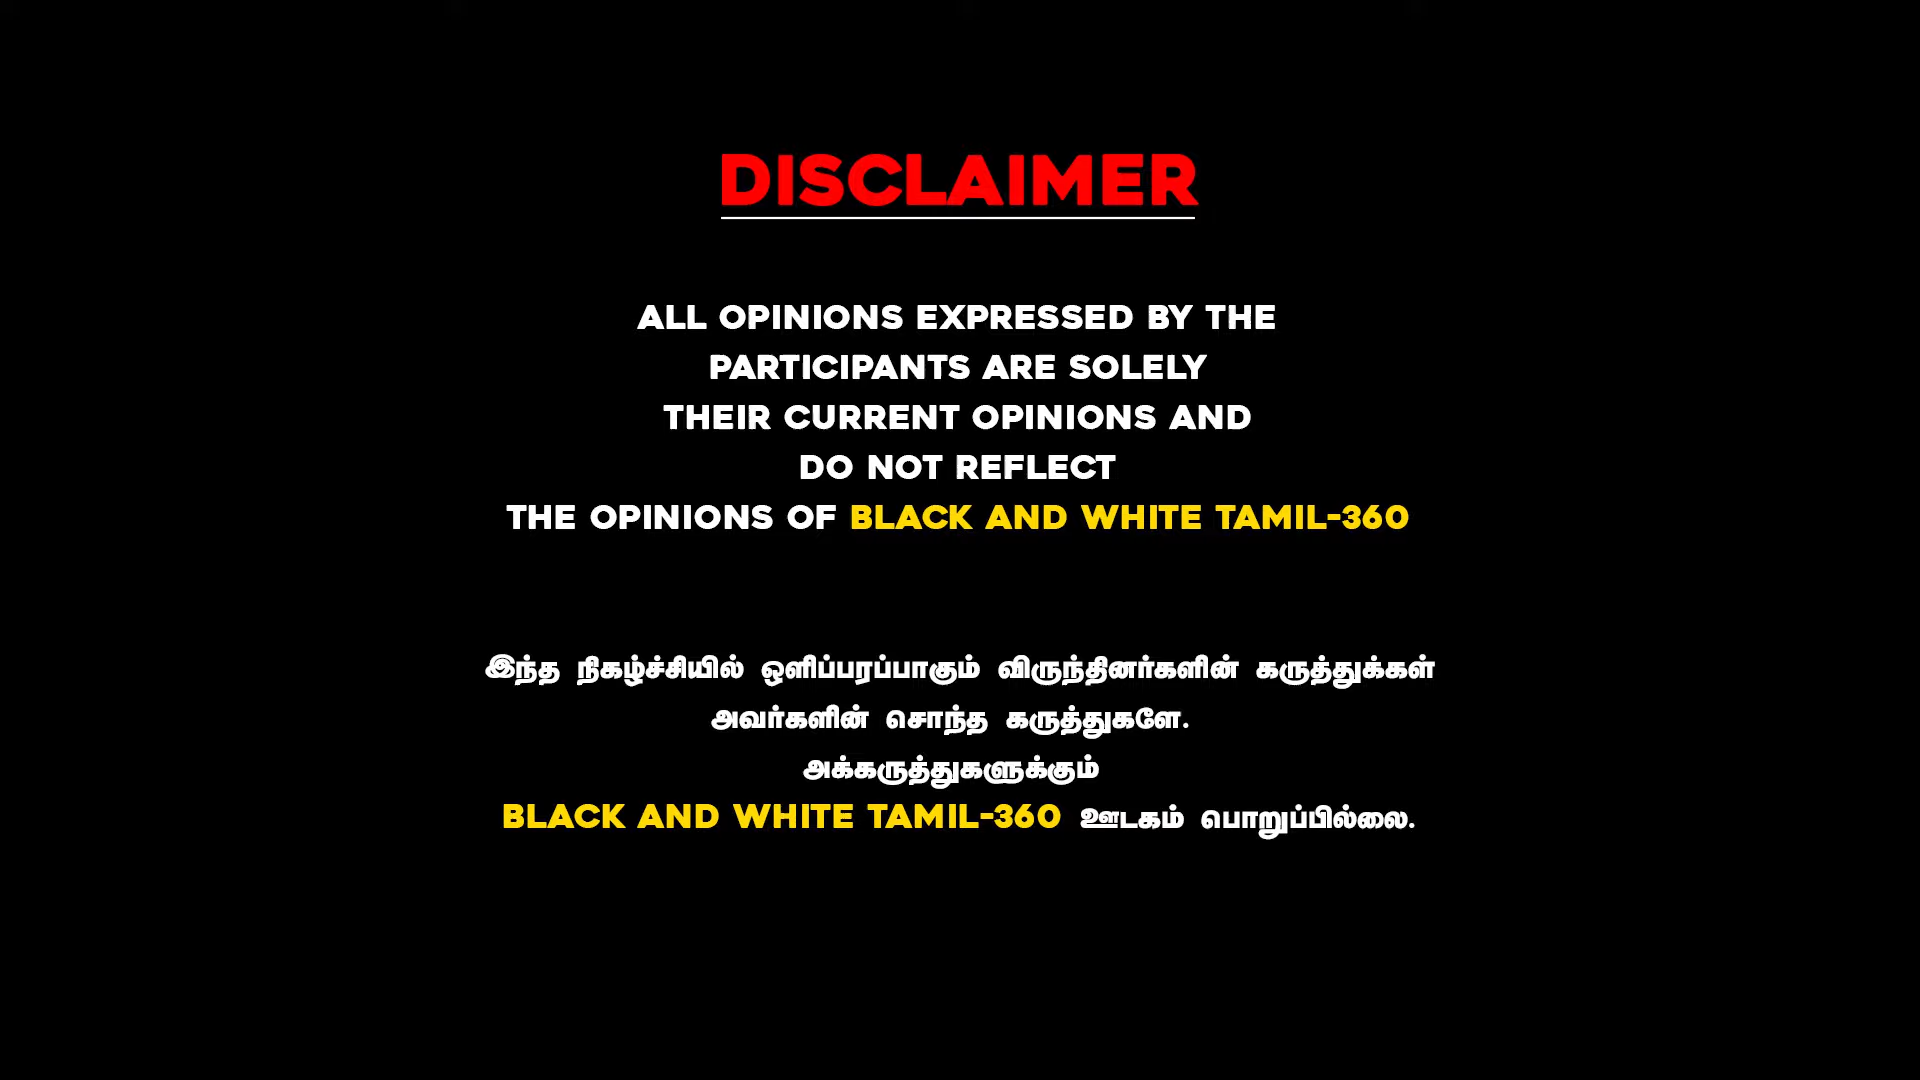 DISCLAIMER
ALL OPINIONS EXPRESSED BY THE
PARTICIPANTS ARE SOLELY
THEIR CURRENT OPINIONS AND
DO NOT REFLECT
THE OPINIONS OF BLACK AND WHITE TAMIL-360
இந்த நிகழ்ச்சியில் ஒளிப்பரப்பாகும் விருந்தினர்களின் கருத்துக்கள்
அவர்களின் சொந்த கருத்துகளே.
அக்கருத்துகளுக்கும்
BLACK AND WHITE TAMIL-360 ஊடகம் பொறுப்பில்லை.